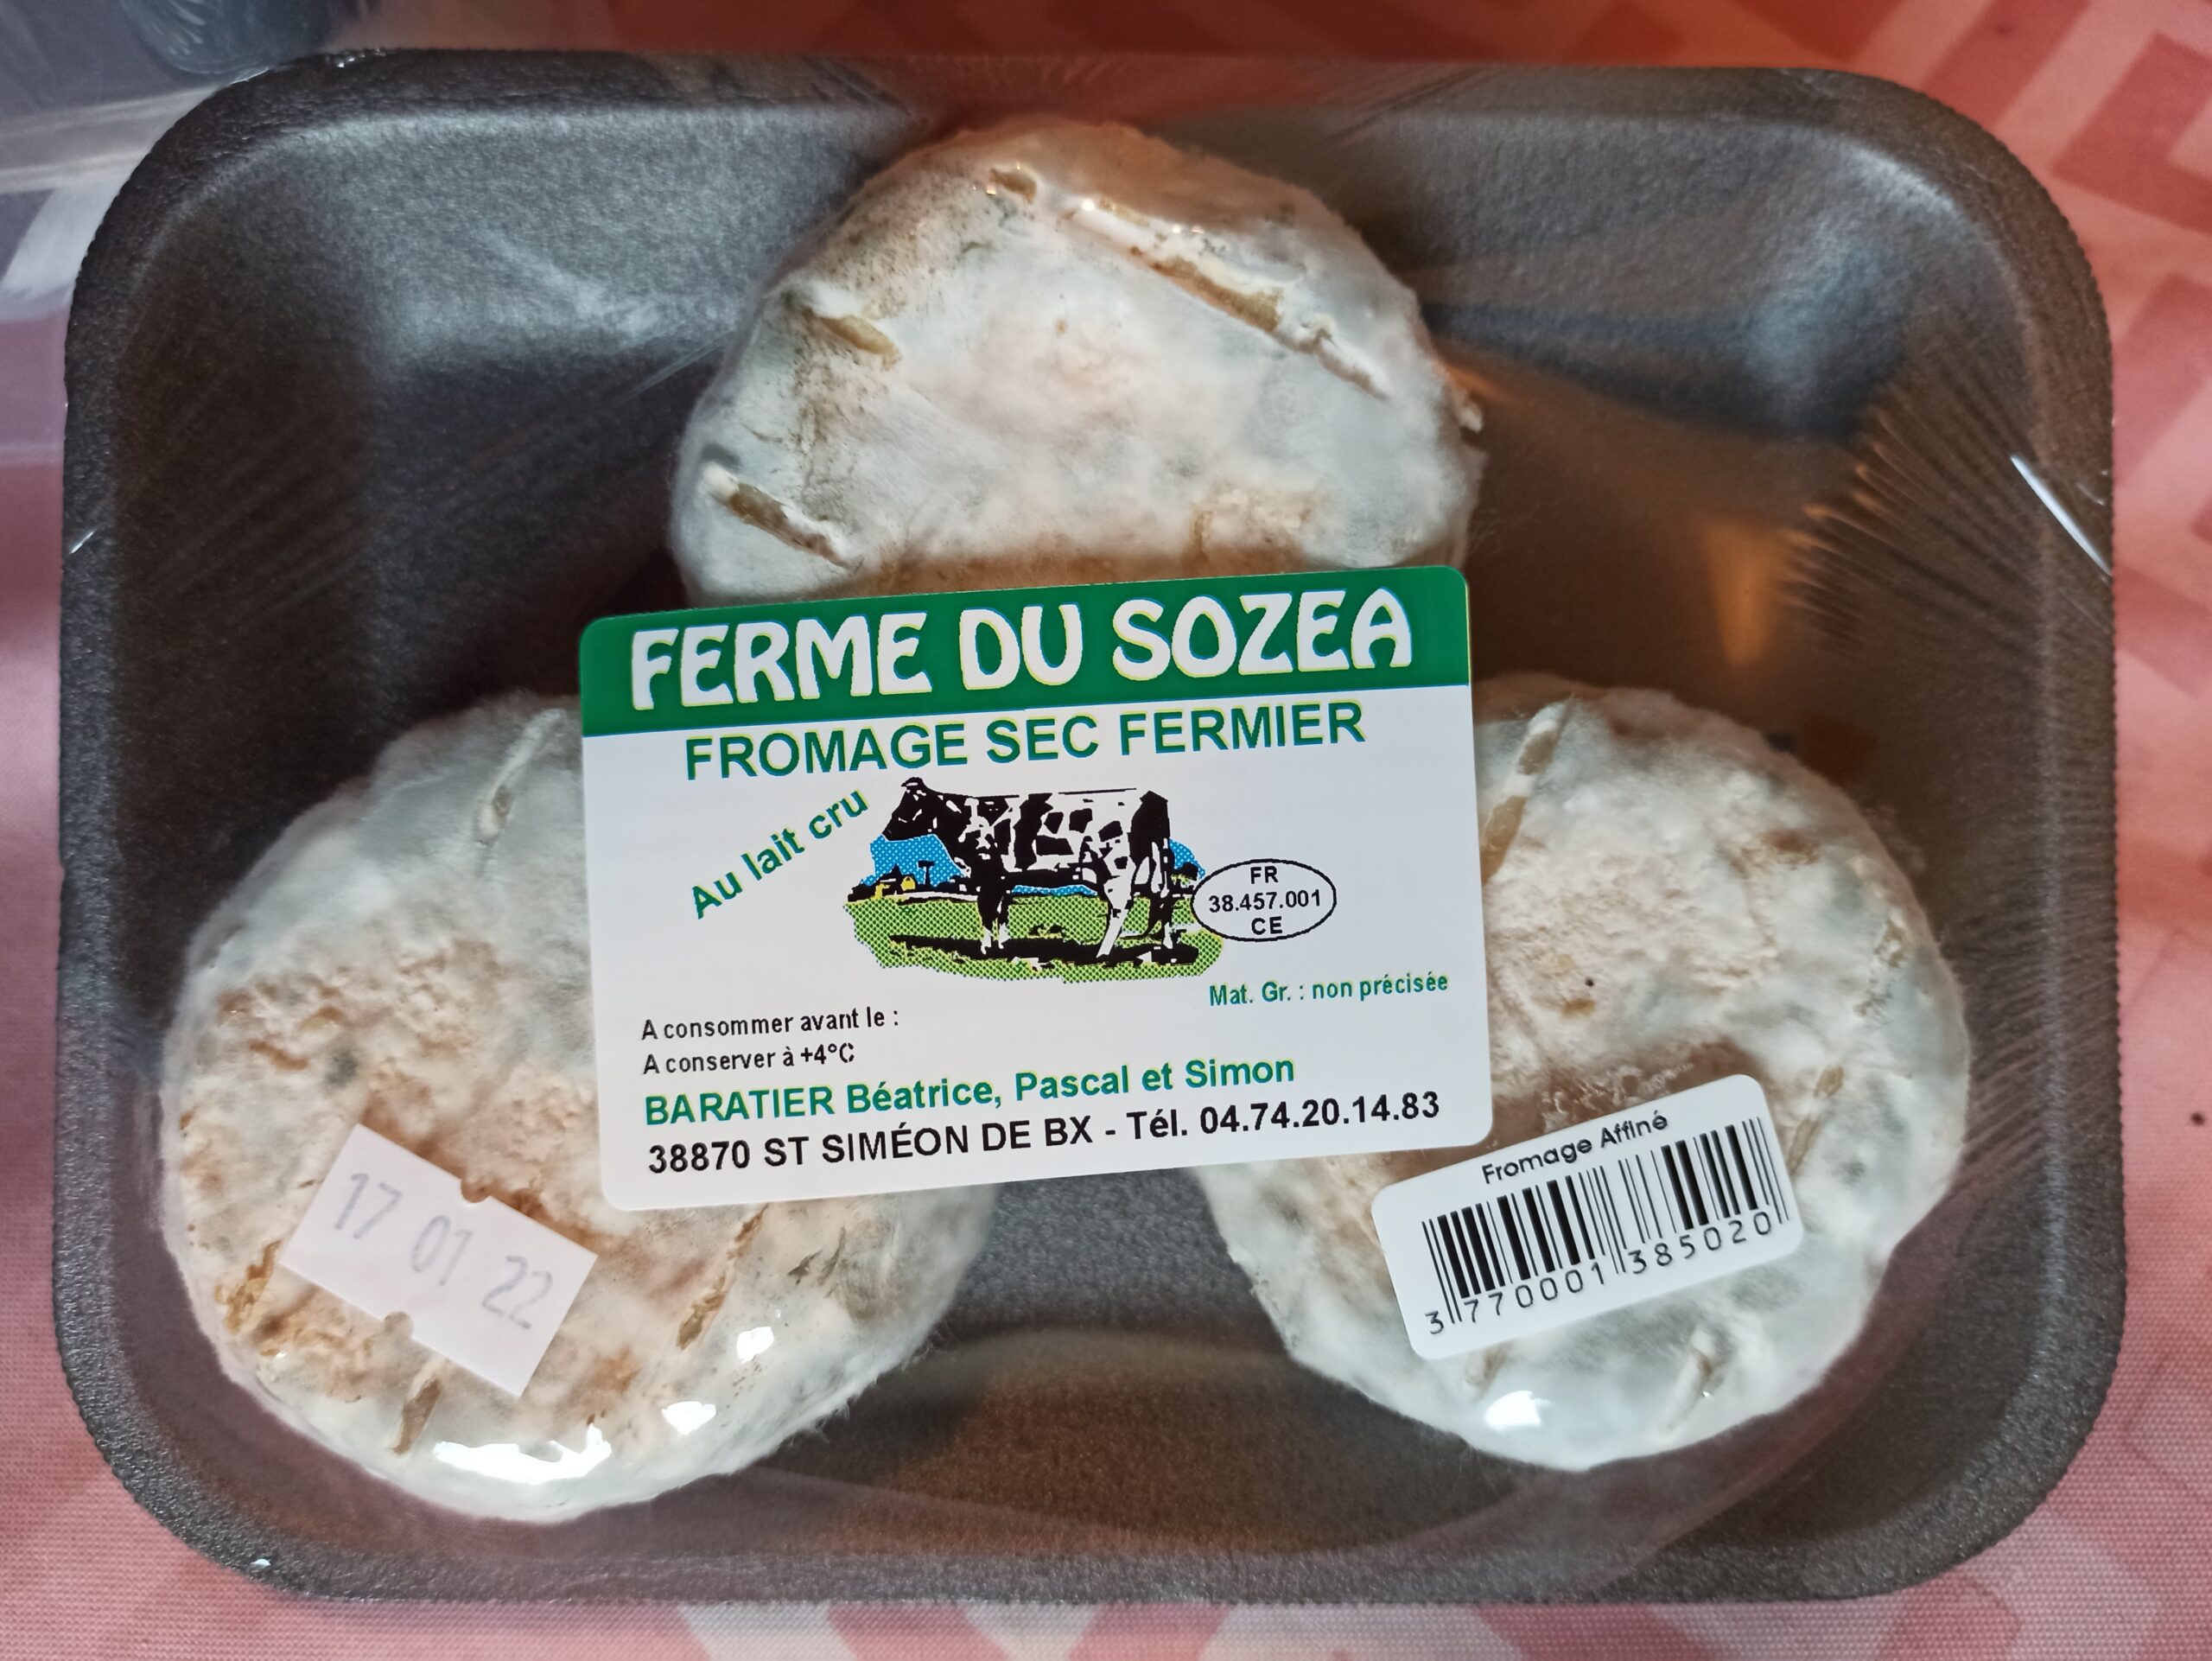 FERME DU SOZEA
FROMAGE SEC FERMIER
Au lait cru
FR
38.457.001
CE
Mat. Gr. : non précisée
A consommer avant le :
A conserver à +4°C
BARATIER Béatrice, Pascal et Simon
38870 ST SIMÉON DE BX - Tél. 04.74.20.14.83
17 01 22
Fromage Affiné
3 770001 385020